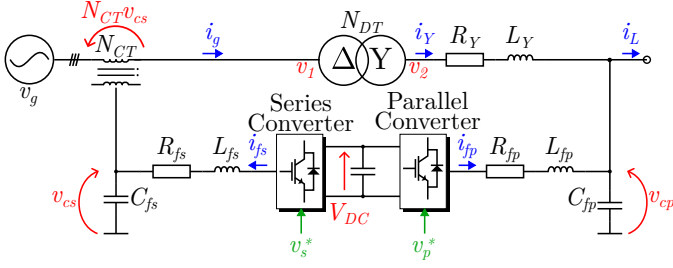 N_CT v_cs
N_DT
N_CT
i_g
i_Y
R_Y
L_Y
i_L
v_1
Δ
Y
v_2
v_g
Series
Converter
Parallel
Converter
R_fs
L_fs
i_fs
i_fp
R_fp
L_fp
v_cs
C_fs
V_DC
C_fp
v_cp
v_s*
v_p*